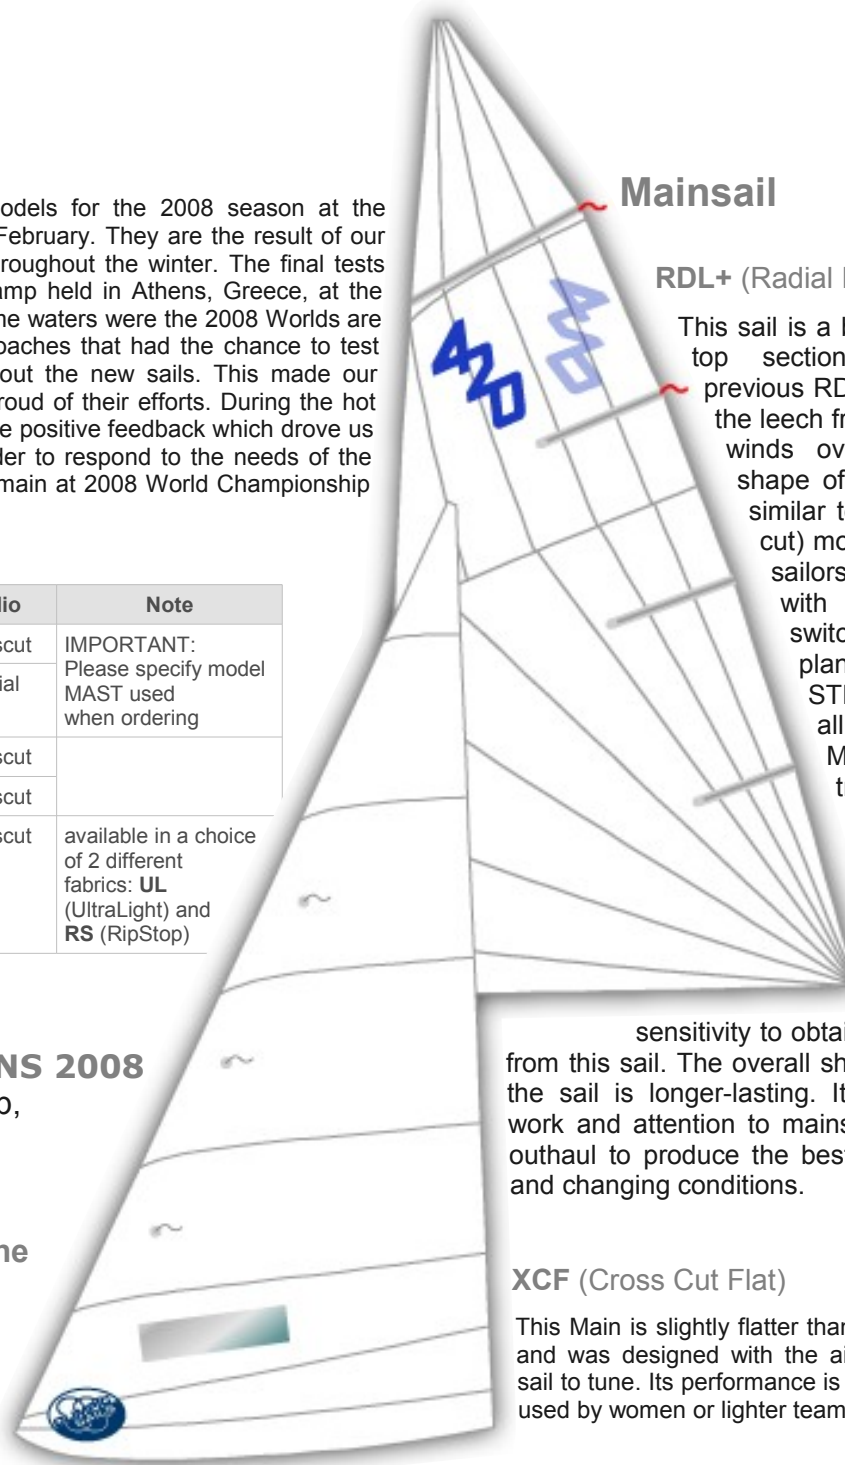 odels for the 2008 season at the
February. They are the result of our
roughout the winter. The final tests
amp held in Athens, Greece, at the
ne waters were the 2008 Worlds are
oaches that had the chance to test
out the new sails. This made our
roud of their efforts. During the hot
e positive feedback which drove us
der to respond to the needs of the
main at 2008 World Championship
lio Note
scut IMPORTANT:
Please specify model
ial MAST used
when ordering
scut
scut
scut available in a choice
of 2 different
fabrics: UL
(UltraLight) and
RS (RipStop)
NS 2008
o,
ne
420
420
Mainsail
RDL+ (Radial
This sail is a b
top section
previous RD
the leech fr
winds ov
shape of
similar t
cut) mo
sailors
with
switc
plan
ST
all
M
t
sensitivity to obtai
from this sail. The overall sh
the sail is longer-lasting. It
work and attention to mains
outhaul to produce the best
and changing conditions.
XCF (Cross Cut Flat)
This Main is slightly flatter than
and was designed with the ai
sail to tune. Its performance is
used by women or lighter team